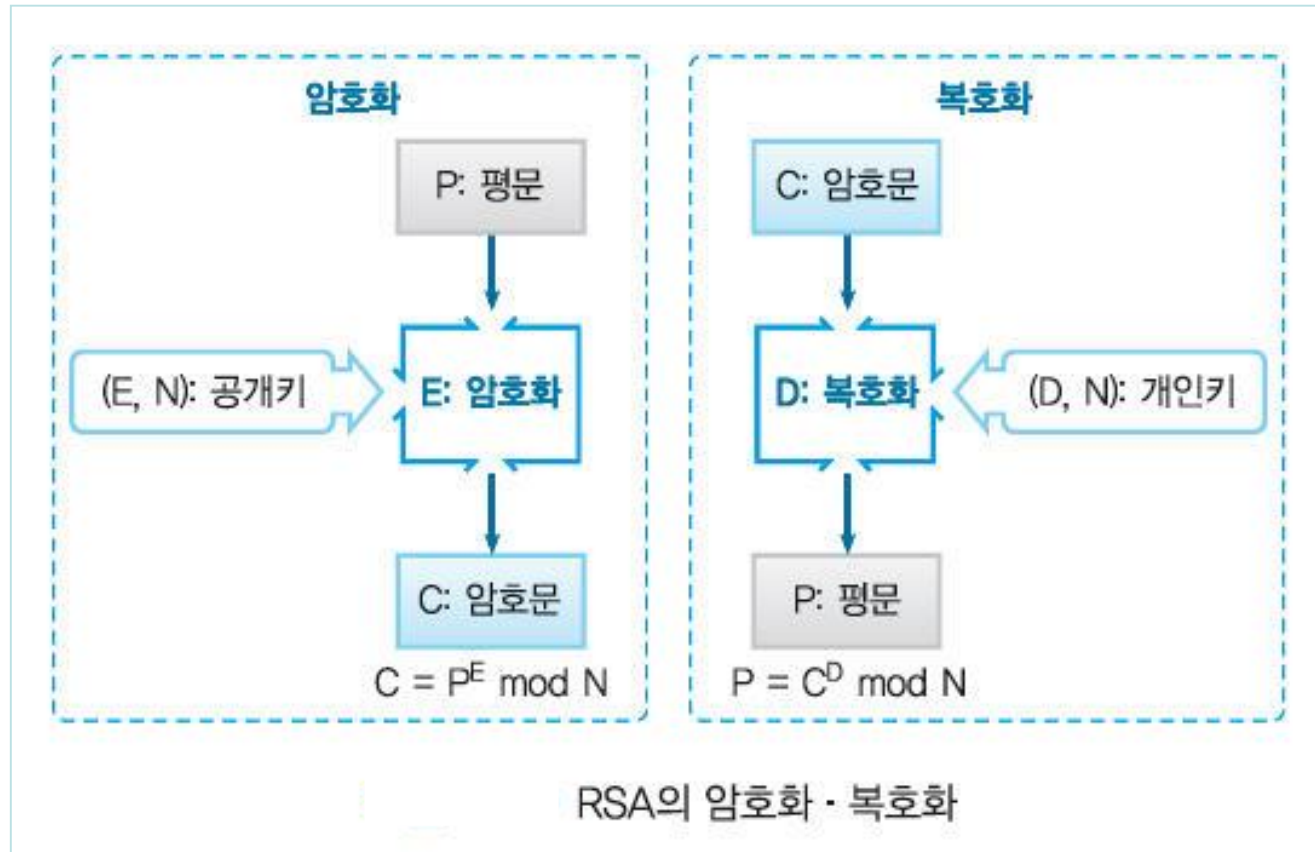 암호화
P: 평문
(E, N): 공개키
E: 암호화
C: 암호문
C = P^E mod N
복호화
C: 암호문
D: 복호화
(D, N): 개인키
P: 평문
P = C^D mod N
RSA의 암호화 · 복호화